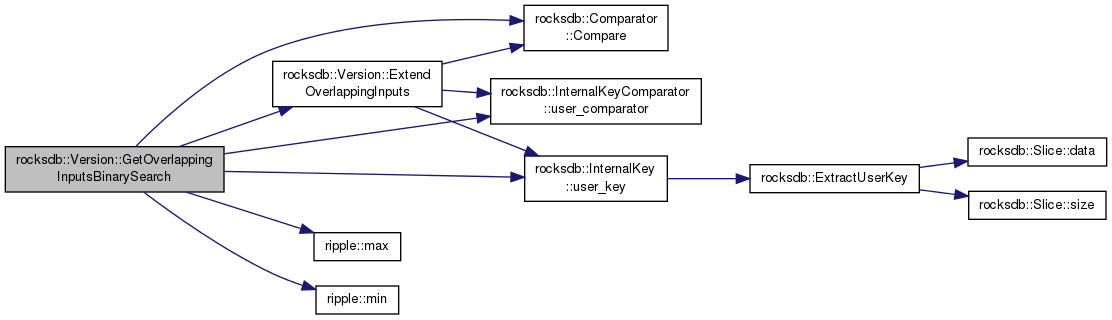 rocksdb::Comparator
::Compare
rocksdb::Version::Extend
OverlappingInputs
rocksdb::InternalKeyComparator
::user_comparator
rocksdb::Version::GetOverlapping
InputsBinarySearch
rocksdb::InternalKey
::user_key
rocksdb::ExtractUserKey
rocksdb::Slice::data
rocksdb::Slice::size
ripple::max
ripple::min